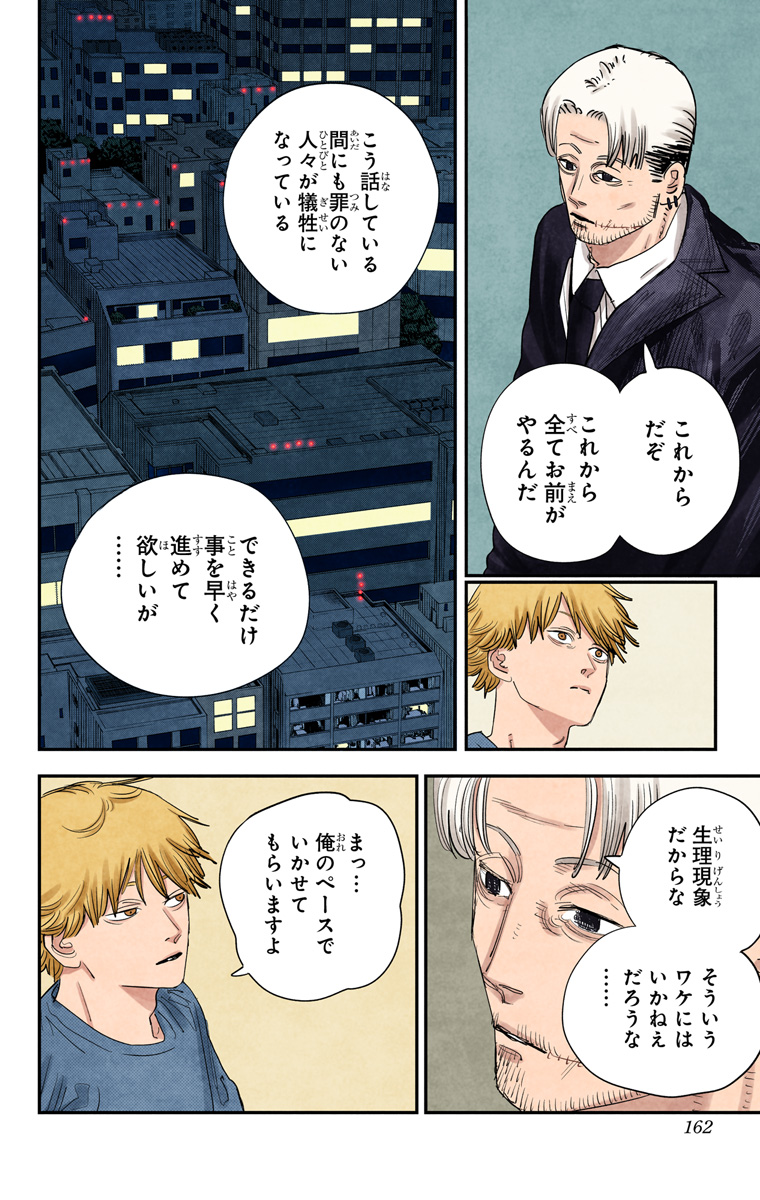 これから
だぞ
これから
全てお前が
やるんだ
こう話している
間にも罪のない
人々が犠牲に
なっている
できるだけ
事を早く
進めて
欲しいが
……
生理現象
だからな
そういう
ワケには
いかねえ
だろうな
……
まっ…
俺のペースで
いかせて
もらいますよ
162